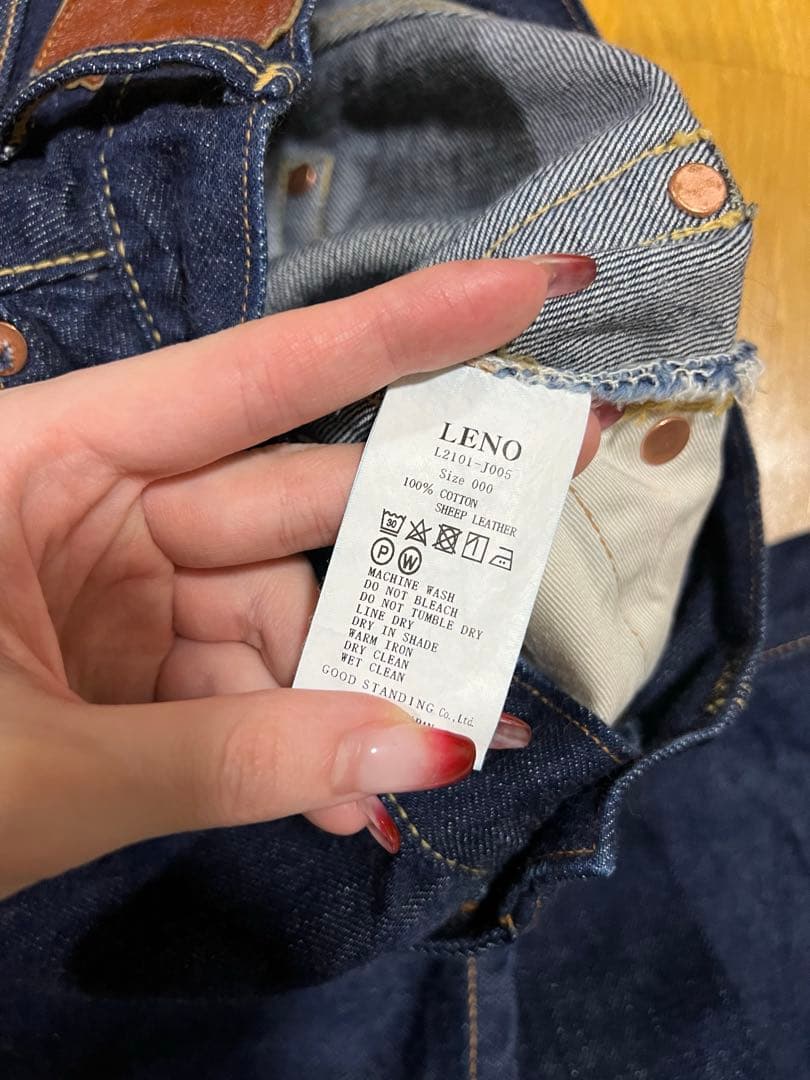 LENO
L2101-J005
Size 000
100% COTTON
SHEEP LEATHER
30
P W
MACHINE WASH
DO NOT BLEACH
DO NOT TUMBLE DRY
LINE DRY
DRY IN SHADE
WARM IRON
DRY CLEAN
WET CLEAN
GOOD STANDING Co.,Ltd.